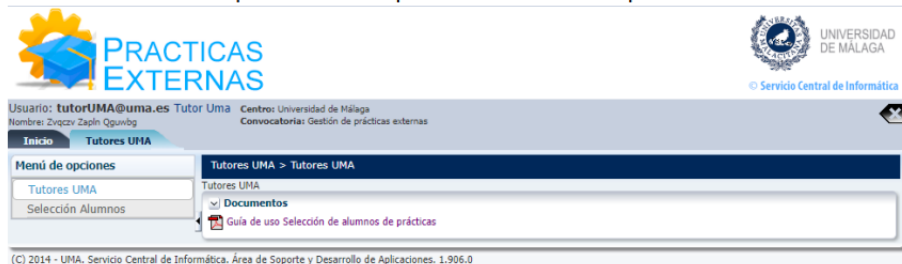 PRACTICAS
EXTERNAS
UNIVERSIDAD
DE MÁLAGA
© Servicio Central de Informática
Usuario: tutorUMA@uma.es Tutor Uma Centro: Universidad de Málaga
Nombre: Zvqczv Zapln Qguwbg Convocatoria: Gestión de prácticas externas
Inicio Tutores UMA
Menú de opciones Tutores UMA > Tutores UMA
Tutores UMA Tutores UMA
Documentos
Selección Alumnos Guía de uso Selección de alumnos de prácticas
(C) 2014 - UMA. Servicio Central de Informática. Área de Soporte y Desarrollo de Aplicaciones. 1.906.0